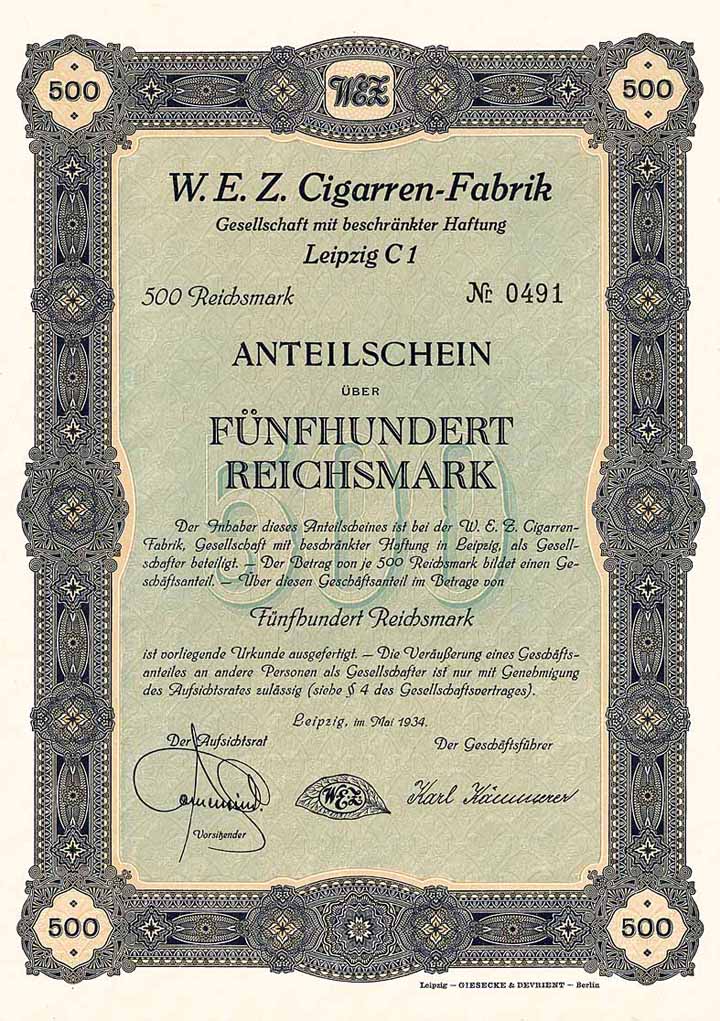 500
WEZ
500
W. E. Z. Cigarren-Fabrik
Gesellschaft mit beschränkter Haftung
Leipzig C 1
500 Reichsmark
Nr. 0491
ANTEILSCHEIN
ÜBER
FÜNFHUNDERT
REICHSMARK
500
Der Inhaber dieses Anteilscheines ist bei der W. E. Z. Cigarren-
Fabrik, Gesellschaft mit beschränkter Haftung in Leipzig, als Gesell-
schafter beteiligt. — Der Betrag von je 500 Reichsmark bildet einen Ge-
schäftsanteil. — Über diesen Geschäftsanteil im Betrage von
Fünfhundert Reichsmark
ist vorliegende Urkunde ausgefertigt. — Die Veräußerung eines Geschäfts-
anteiles an andere Personen als Gesellschafter ist nur mit Genehmigung
des Aufsichtsrates zulässig (siehe § 4 des Gesellschaftsvertrages).
Leipzig, im Mai 1934.
Der Aufsichtsrat
Der Geschäftsführer
WEZ
Karl Kämmerer
Vorsitzender
500
500
Leipzig — GIESECKE & DEVRIENT — Berlin